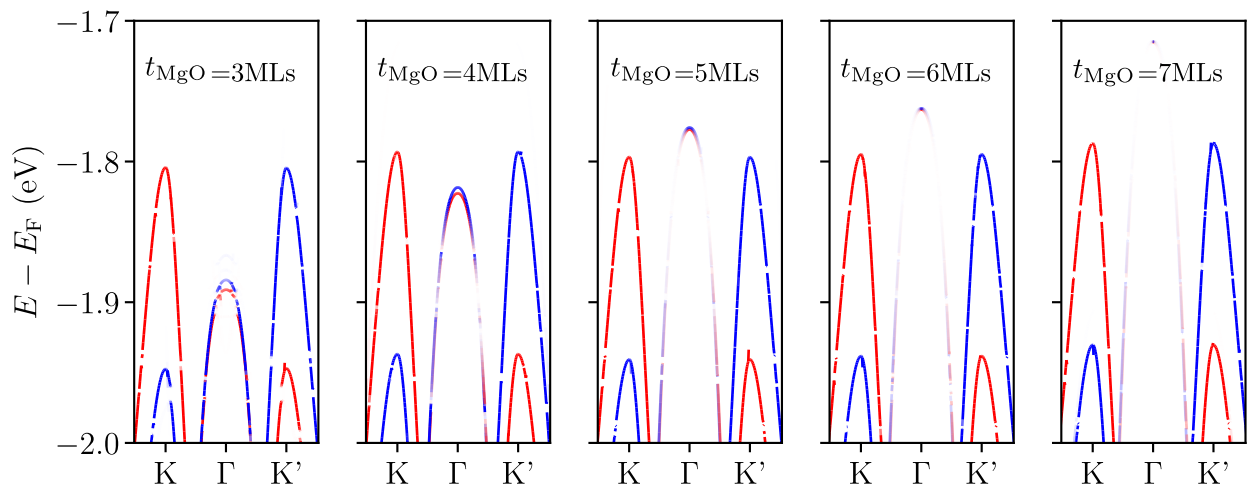 −1.7
−1.8
−1.9
−2.0
E − E_F (eV)
t_MgO=3MLs
t_MgO=4MLs
t_MgO=5MLs
t_MgO=6MLs
t_MgO=7MLs
K Γ K'
K Γ K'
K Γ K'
K Γ K'
K Γ K'